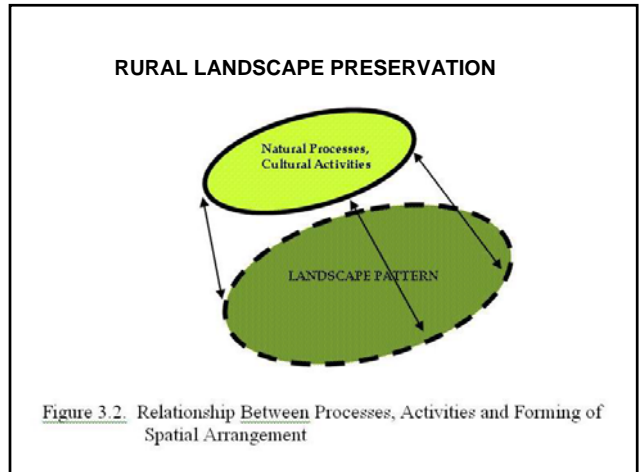 RURAL LANDSCAPE PRESERVATION
Natural Processes,
Cultural Activities
LANDSCAPE PATTERN
Figure 3.2. Relationship Between Processes, Activities and Forming of
Spatial Arrangement